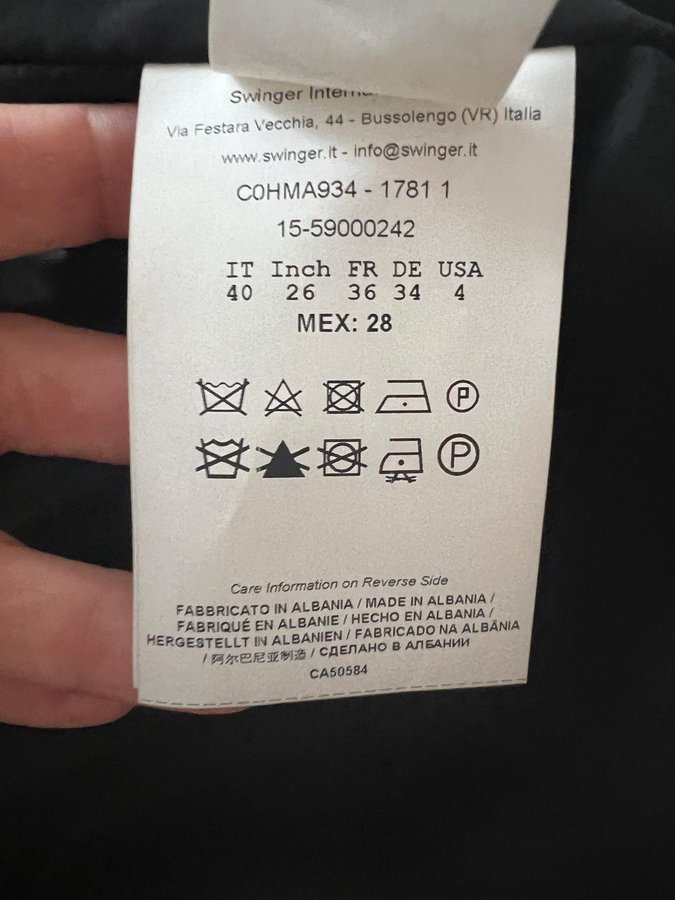 Swinger
Via Festara Vecchia, 44 - Bussolengo (VR) Italia
www.swinger.it - info@swinger.it
C0HMA934 - 1781 1
15-59000242
IT Inch FR DE USA
40 26 36 34 4
MEX: 28
P
P
Care Information on Reverse Side
FABBRICATO IN ALBANIA / MADE IN ALBANIA /
FABRIQUÉ EN ALBANIE / HECHO EN ALBANIA /
HERGESTELLT IN ALBANIEN / FABRICADO NA ALBÂNIA
/ 阿尔巴尼亚制造 / СДЕЛАНО В АЛБАНИИ
CA50584